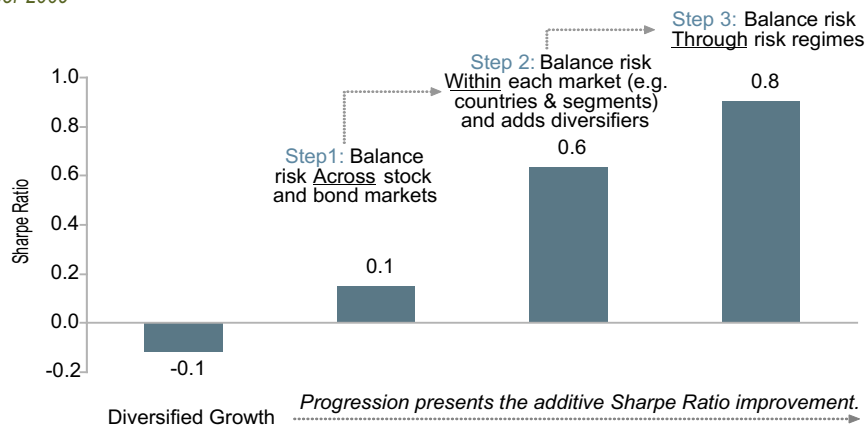 2000
Step 3: Balance risk
Through risk regimes
Step 2: Balance risk
Within each market (e.g.
countries & segments)
and adds diversifiers
Step1: Balance
risk Across stock
and bond markets
Sharpe Ratio
1.0
0.8
0.6
0.4
0.2
0.0
-0.2
-0.1
0.1
0.6
0.8
Diversified Growth
Progression presents the additive Sharpe Ratio improvement.